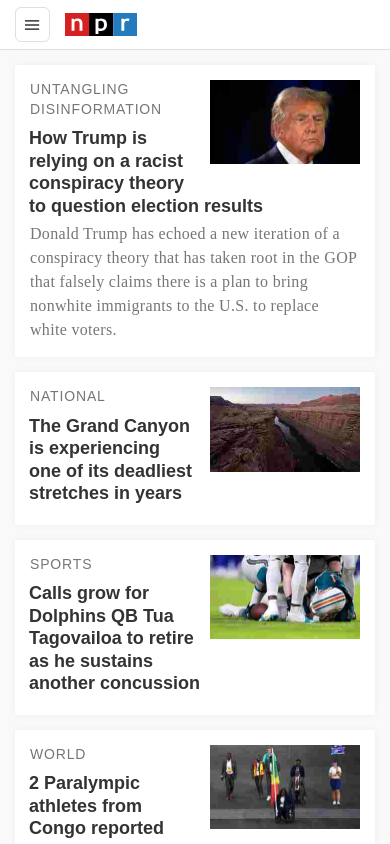 npr
UNTANGLING
DISINFORMATION
How Trump is
relying on a racist
conspiracy theory
to question election results
Donald Trump has echoed a new iteration of a
conspiracy theory that has taken root in the GOP
that falsely claims there is a plan to bring
nonwhite immigrants to the U.S. to replace
white voters.
NATIONAL
The Grand Canyon
is experiencing
one of its deadliest
stretches in years
SPORTS
Calls grow for
Dolphins QB Tua
Tagovailoa to retire
as he sustains
another concussion
WORLD
2 Paralympic
athletes from
Congo reported